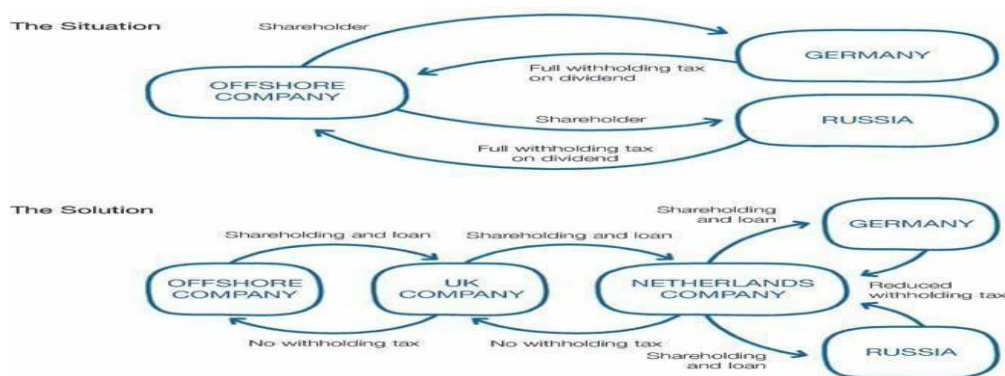 The Situation
Shareholder
GERMANY
Full withholding tax
on dividend
OFFSHORE
COMPANY
Shareholder
RUSSIA
Full withholding tax
on dividend
The Solution
Shareholding
and loan
GERMANY
Shareholding and loan
Shareholding and loan
OFFSHORE
COMPANY
UK
COMPANY
NETHERLANDS
COMPANY
Reduced
withholding tax
No withholding tax
No withholding tax
Shareholding
and loan
RUSSIA